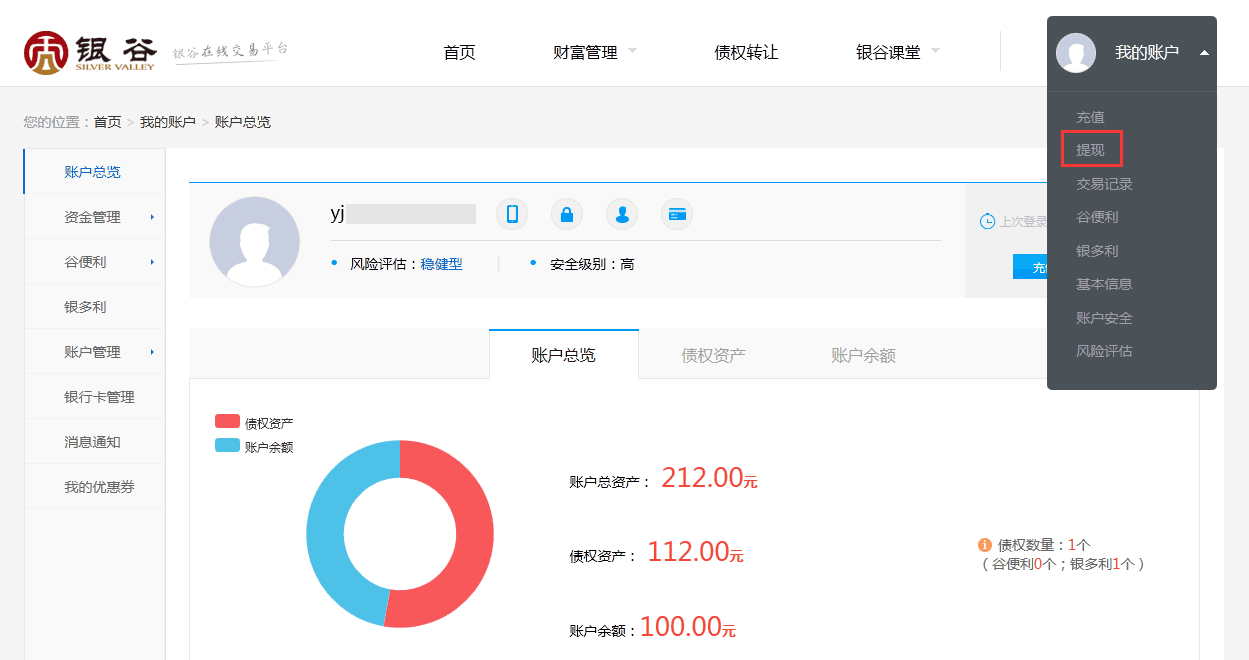 银谷 SILVER VALLEY 银谷在线交易平台 首页 财富管理 债权转让 银谷课堂 我的账户
您的位置：首页 > 我的账户 > 账户总览
充值
提现
交易记录
谷便利
银多利
基本信息
账户安全
风险评估
账户总览
资金管理
谷便利
银多利
账户管理
银行卡管理
消息通知
我的优惠券
yj
上次登录
风险评估：稳健型 | 安全级别：高
账户总览 债权资产 账户余额
债权资产
账户余额
账户总资产： 212.00元
债权资产： 112.00元
债权数量：1个
（谷便利0个；银多利1个）
账户余额：100.00元